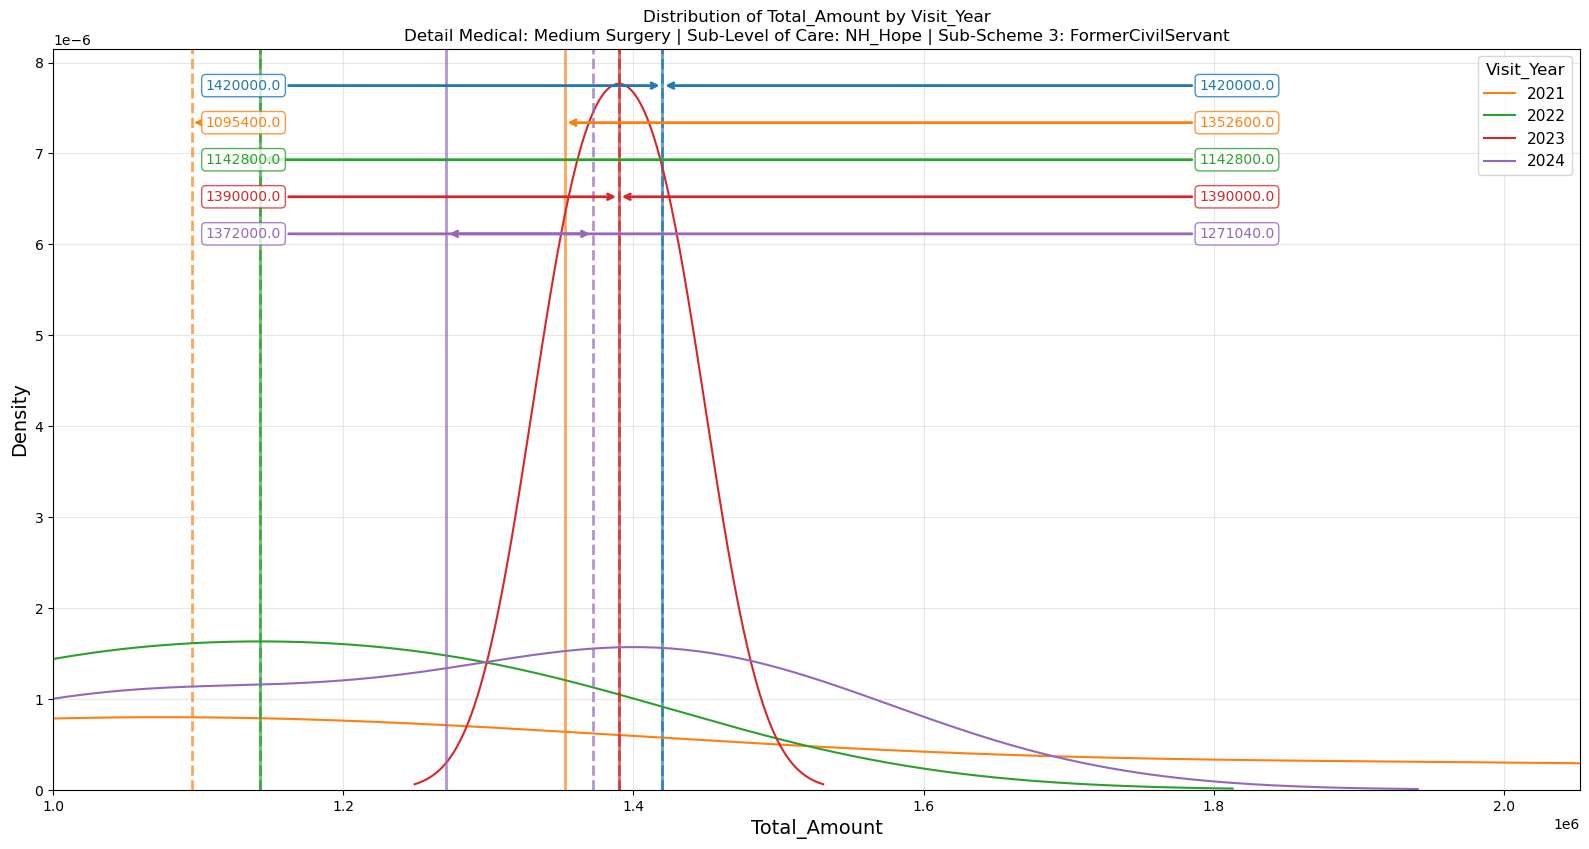 Distribution of Total_Amount by Visit_Year
Detail Medical: Medium Surgery | Sub-Level of Care: NH_Hope | Sub-Scheme 3: FormerCivilServant
1e−6
Visit_Year
2021
2022
2023
2024
1420000.0 1420000.0
1095400.0 1352600.0
1142800.0 1142800.0
1390000.0 1390000.0
1372000.0 1271040.0
8
7
6
5
4
3
2
1
0
Density
1.0 1.2 1.4 1.6 1.8 2.0
1e6
Total_Amount